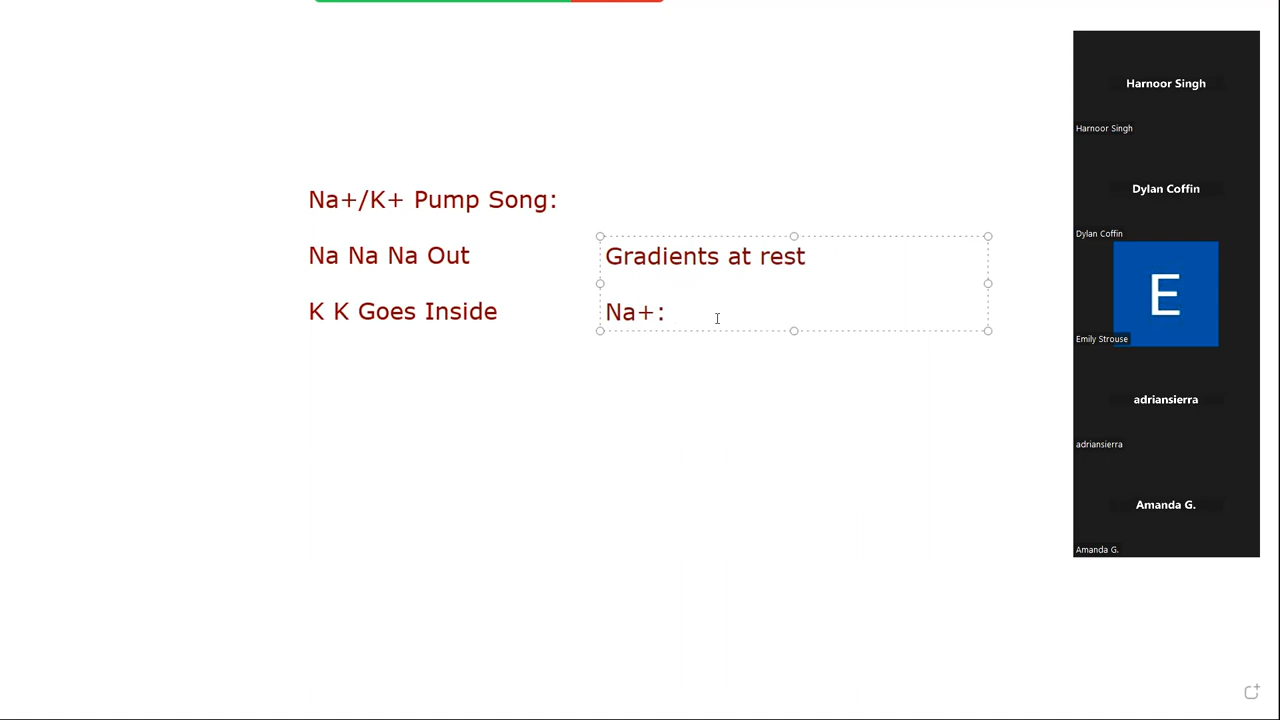 Na+/K+ Pump Song:
Na Na Na Out
K K Goes Inside
Gradients at rest
Na+:
Harnoor Singh
Harnoor Singh
Dylan Coffin
Dylan Coffin
E
Emily Strouse
adriansierra
adriansierra
Amanda G.
Amanda G.